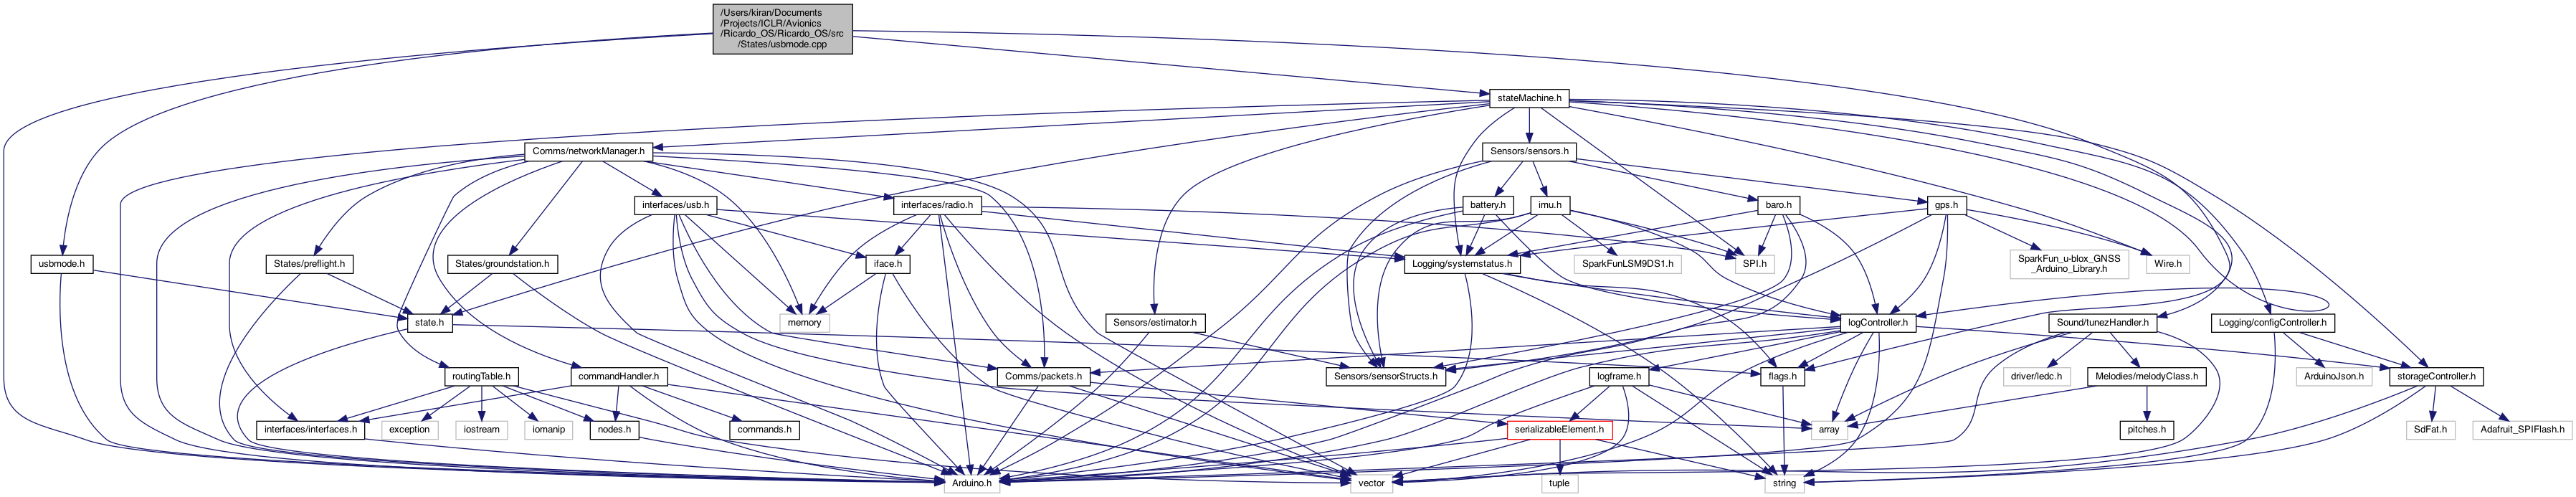 /Users/kiran/Documents
/Projects/ICLR/Avionics
/Ricardo_OS/Ricardo_OS/src
/States/usbmode.cpp
stateMachine.h
Comms/networkManager.h
Sensors/sensors.h
interfaces/usb.h
interfaces/radio.h
battery.h
imu.h
baro.h
gps.h
usbmode.h
States/preflight.h
States/groundstation.h
iface.h
Logging/systemstatus.h
SparkFunLSM9DS1.h
SPI.h
SparkFun_u-blox_GNSS
_Arduino_Library.h
Wire.h
state.h
memory
Sensors/estimator.h
logController.h
Sound/tunezHandler.h
Logging/configController.h
routingTable.h
commandHandler.h
Comms/packets.h
Sensors/sensorStructs.h
logframe.h
flags.h
driver/ledc.h
Melodies/melodyClass.h
ArduinoJson.h
storageController.h
interfaces/interfaces.h
exception
iostream
iomanip
nodes.h
commands.h
serializableElement.h
array
pitches.h
SdFat.h
Adafruit_SPIFlash.h
Arduino.h
vector
tuple
string